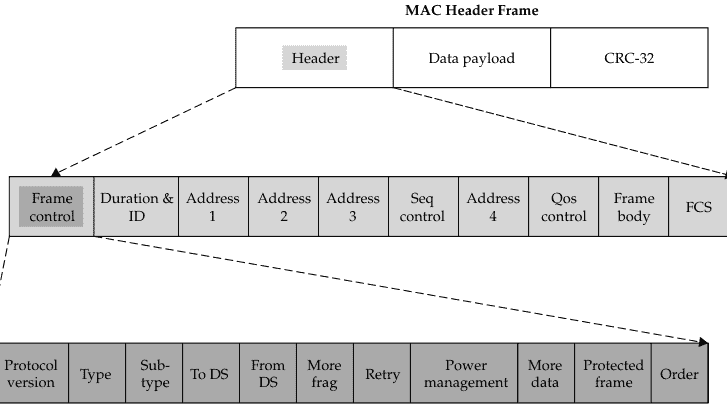 MAC Header Frame
Header Data payload CRC-32
Frame control Duration & ID Address 1 Address 2 Address 3 Seq control Address 4 Qos control Frame body FCS
Protocol version Type Sub-type To DS From DS More frag Retry Power management More data Protected frame Order